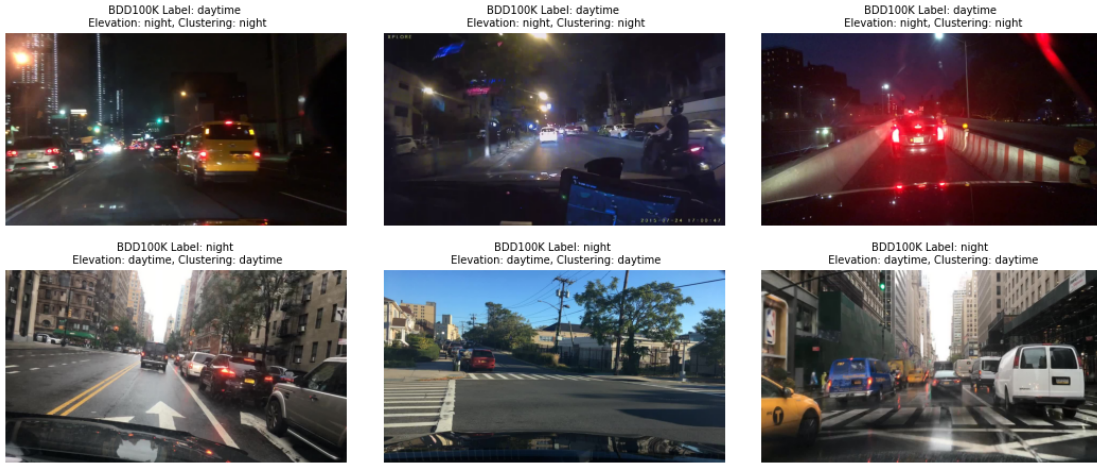 BDD100K Label: daytime
Elevation: night, Clustering: night
BDD100K Label: daytime
Elevation: night, Clustering: night
BDD100K Label: daytime
Elevation: night, Clustering: night
BDD100K Label: night
Elevation: daytime, Clustering: daytime
BDD100K Label: night
Elevation: daytime, Clustering: daytime
BDD100K Label: night
Elevation: daytime, Clustering: daytime